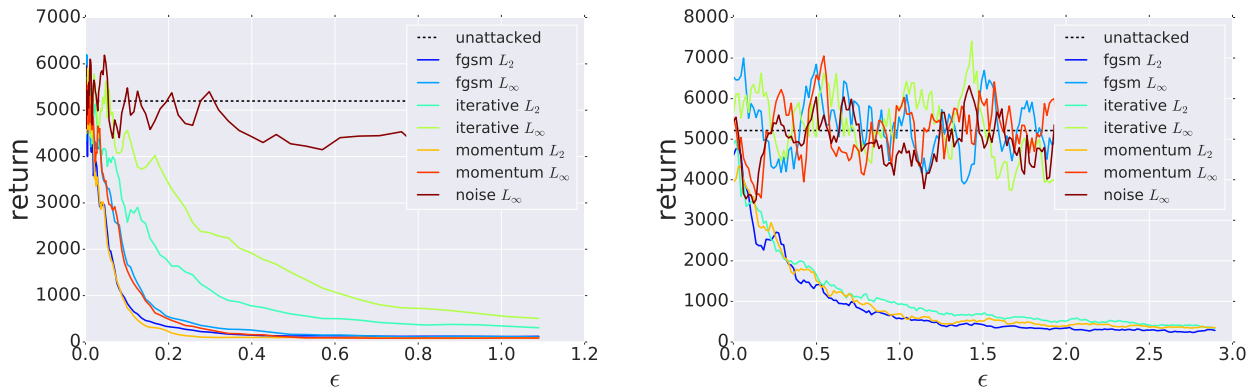 7000
6000
5000
4000
3000
2000
1000
0
0.0 0.2 0.4 0.6 0.8 1.0 1.2
return
ϵ
unattacked
fgsm L₂
fgsm L∞
iterative L₂
iterative L∞
momentum L₂
momentum L∞
noise L∞
8000
7000
6000
5000
4000
3000
2000
1000
0
0.0 0.5 1.0 1.5 2.0 2.5 3.0
return
ϵ
unattacked
fgsm L₂
fgsm L∞
iterative L₂
iterative L∞
momentum L₂
momentum L∞
noise L∞